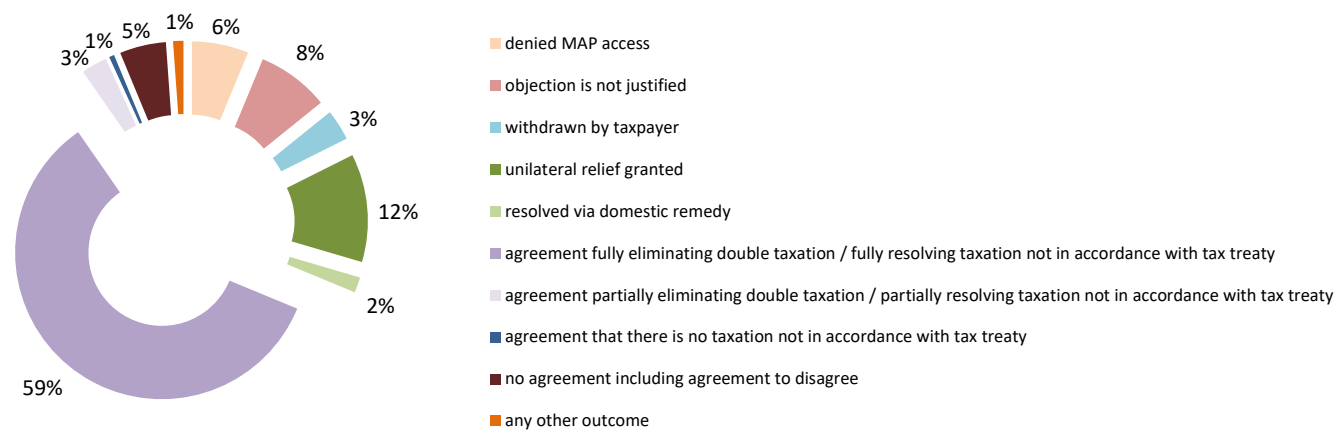 1%
6%
5%
1%
3%
8%
3%
12%
2%
59%
denied MAP access
objection is not justified
withdrawn by taxpayer
unilateral relief granted
resolved via domestic remedy
agreement fully eliminating double taxation / fully resolving taxation not in accordance with tax treaty
agreement partially eliminating double taxation / partially resolving taxation not in accordance with tax treaty
agreement that there is no taxation not in accordance with tax treaty
no agreement including agreement to disagree
any other outcome